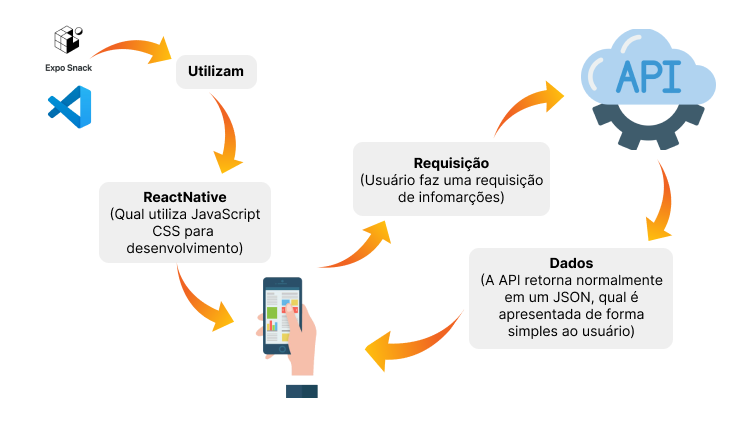 Expo Snack
Utilizam
ReactNative
(Qual utiliza JavaScript
CSS para
desenvolvimento)
Requisição
(Usuário faz uma requisição
de infomarções)
API
Dados
(A API retorna normalmente
em um JSON, qual é
apresentada de forma
simples ao usuário)